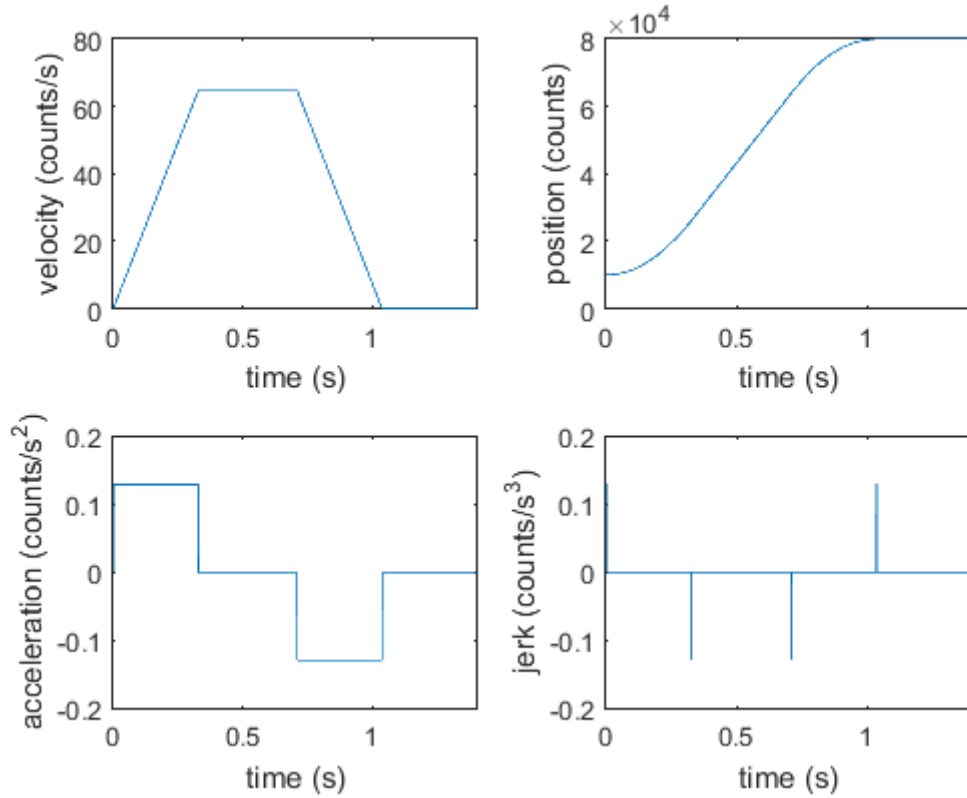 velocity (counts/s)
80
60
40
20
0
0 0.5 1
time (s)
× 10^4
position (counts)
8
6
4
2
0
0 0.5 1
time (s)
acceleration (counts/s^2)
0.2
0.1
0
-0.1
-0.2
0 0.5 1
time (s)
jerk (counts/s^3)
0.2
0.1
0
-0.1
-0.2
0 0.5 1
time (s)